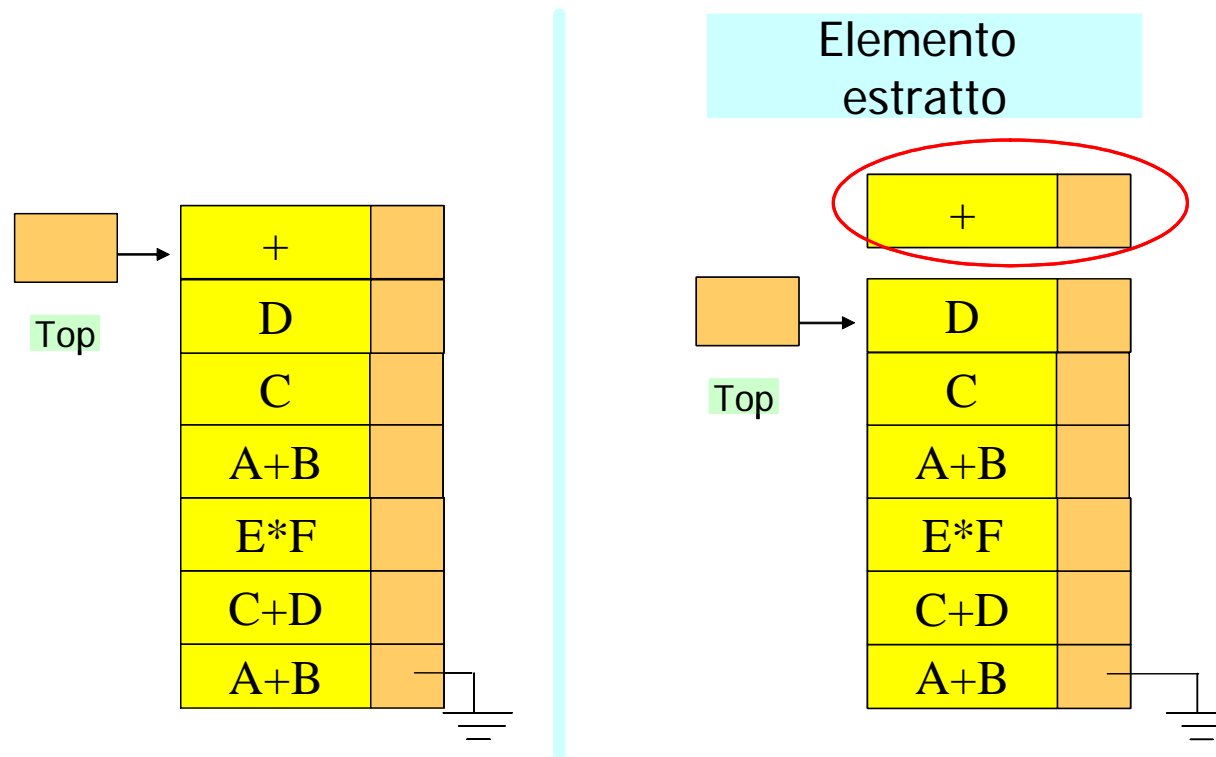 +
D
C
A+B
E*F
C+D
A+B
Top
Elemento
estratto
+
D
C
A+B
E*F
C+D
A+B
Top